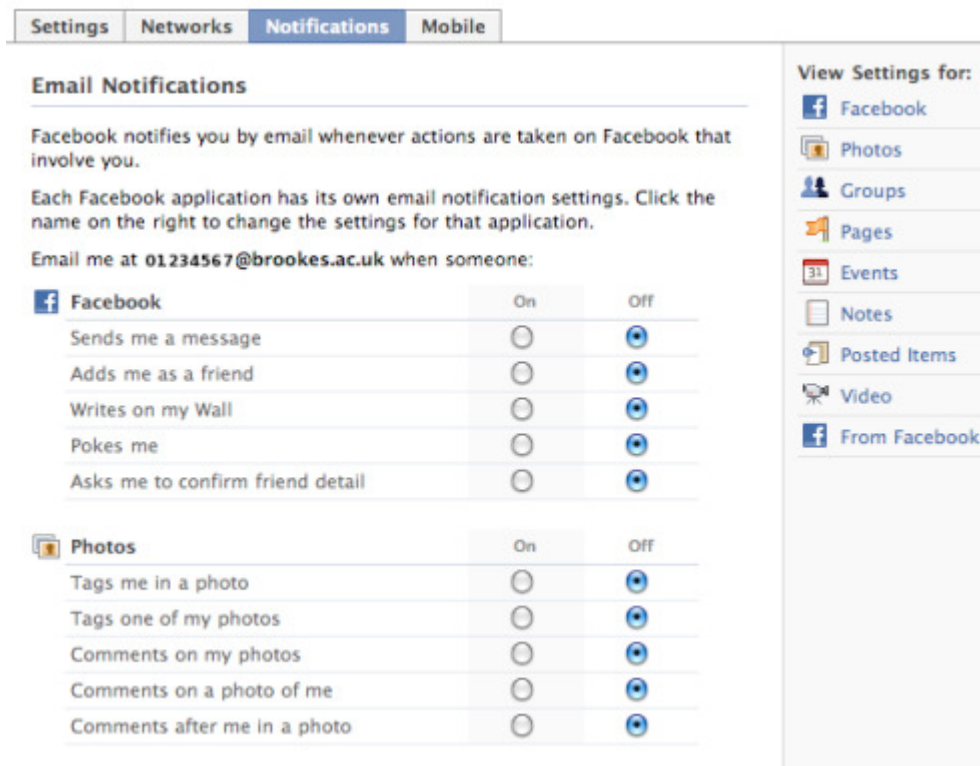 Settings Networks Notifications Mobile
Email Notifications
Facebook notifies you by email whenever actions are taken on Facebook that
involve you.
Each Facebook application has its own email notification settings. Click the
name on the right to change the settings for that application.
Email me at 01234567@brookes.ac.uk when someone:
Facebook On Off
Sends me a message
Adds me as a friend
Writes on my Wall
Pokes me
Asks me to confirm friend detail
Photos On Off
Tags me in a photo
Tags one of my photos
Comments on my photos
Comments on a photo of me
Comments after me in a photo
View Settings for:
Facebook
Photos
Groups
Pages
31 Events
Notes
Posted Items
Video
From Facebook